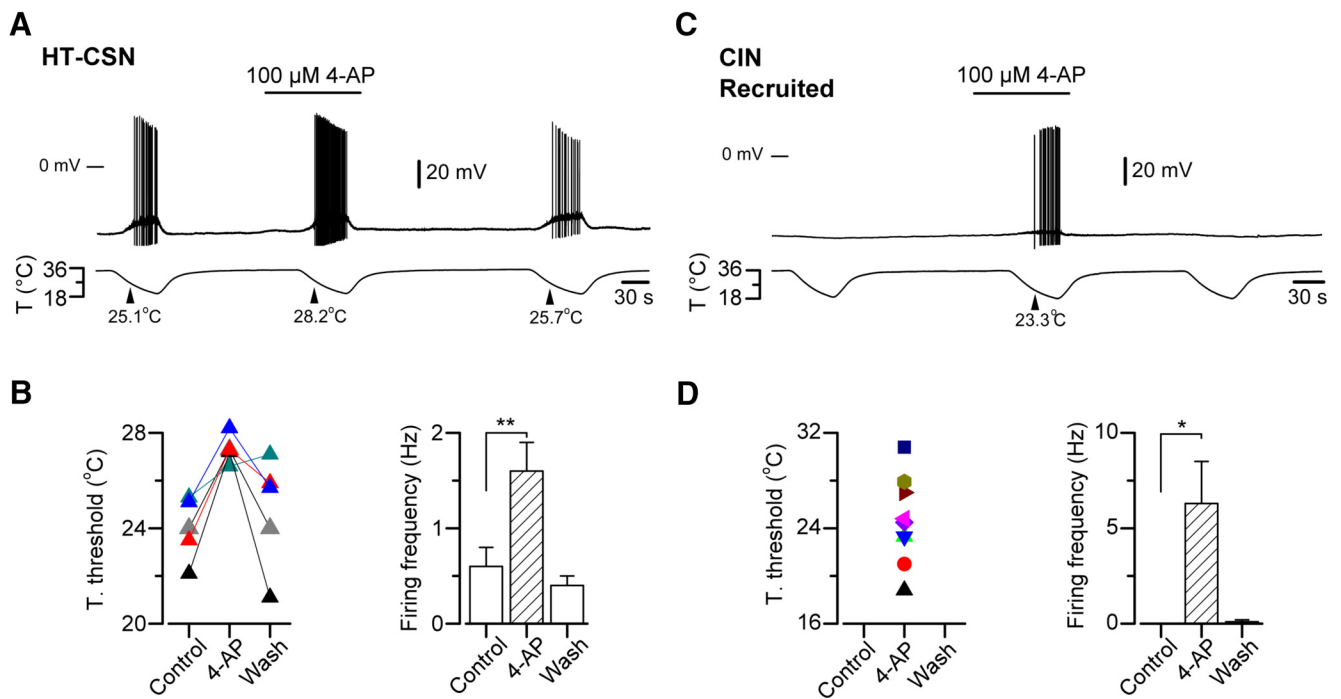 A
HT-CSN
100 µM 4-AP
0 mV
20 mV
T (°C)
36
18
30 s
25.1°C
28.2°C
25.7°C
C
CIN
Recruited
100 µM 4-AP
0 mV
20 mV
T (°C)
36
18
30 s
23.3°C
B
T. threshold (°C)
28
24
20
Control
4-AP
Wash
Firing frequency (Hz)
2
1
0
**
Control
4-AP
Wash
D
T. threshold (°C)
32
24
16
Control
4-AP
Wash
Firing frequency (Hz)
10
5
0
*
Control
4-AP
Wash